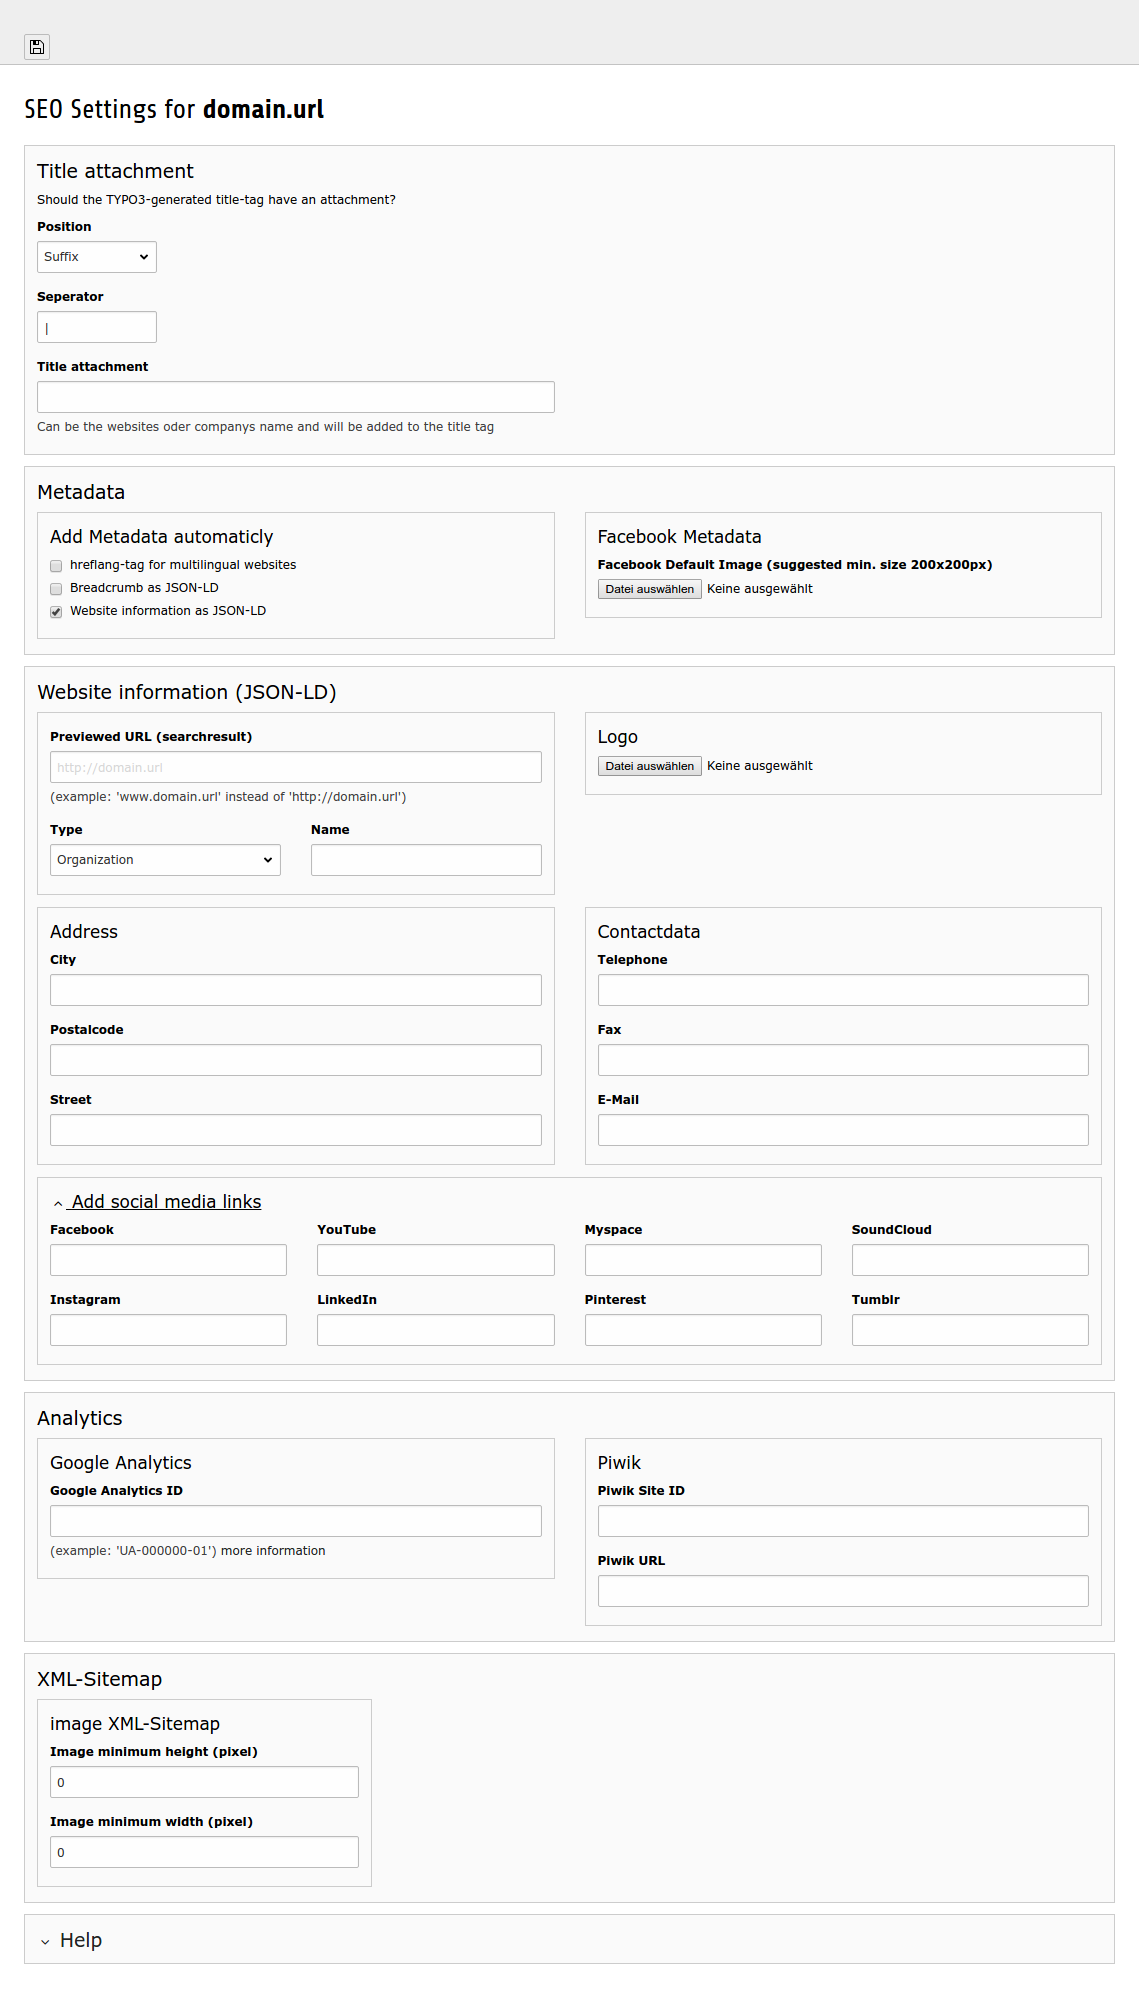 SEO Settings for domain.url
Title attachment
Should the TYPO3-generated title-tag have an attachment?
Position
Suffix
Seperator
|
Title attachment
Can be the websites oder companys name and will be added to the title tag
Metadata
Add Metadata automaticly
hreflang-tag for multilingual websites
Breadcrumb as JSON-LD
Website information as JSON-LD
Facebook Metadata
Facebook Default Image (suggested min. size 200x200px)
Datei auswählen Keine ausgewählt
Website information (JSON-LD)
Previewed URL (searchresult)
http://domain.url
(example: 'www.domain.url' instead of 'http://domain.url')
Type Name
Organization
Logo
Datei auswählen Keine ausgewählt
Address
City
Postalcode
Street
Contactdata
Telephone
Fax
E-Mail
Add social media links
Facebook YouTube Myspace SoundCloud
Instagram LinkedIn Pinterest Tumblr
Analytics
Google Analytics
Google Analytics ID
(example: 'UA-000000-01') more information
Piwik
Piwik Site ID
Piwik URL
XML-Sitemap
image XML-Sitemap
Image minimum height (pixel)
0
Image minimum width (pixel)
0
Help